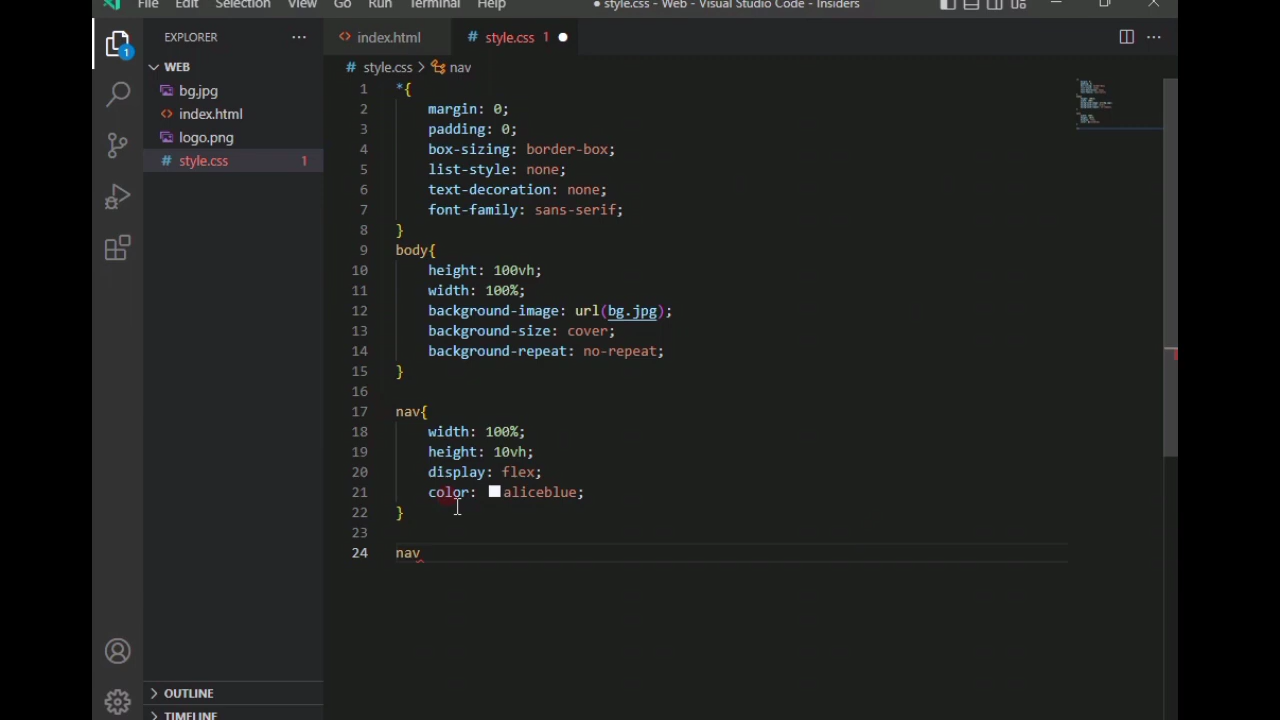 File Edit Selection View Go Run Terminal Help
● style.css - Web - Visual Studio Code - Insiders
EXPLORER
index.html
style.css 1
1
WEB
bg.jpg
index.html
logo.png
style.css 1
style.css > nav
1 *{
2 margin: 0;
3 padding: 0;
4 box-sizing: border-box;
5 list-style: none;
6 text-decoration: none;
7 font-family: sans-serif;
8 }
9 body{
10 height: 100vh;
11 width: 100%;
12 background-image: url(bg.jpg);
13 background-size: cover;
14 background-repeat: no-repeat;
15 }
16
17 nav{
18 width: 100%;
19 height: 10vh;
20 display: flex;
21 color: aliceblue;
22 }
23
24 nav
OUTLINE
TIMELINE